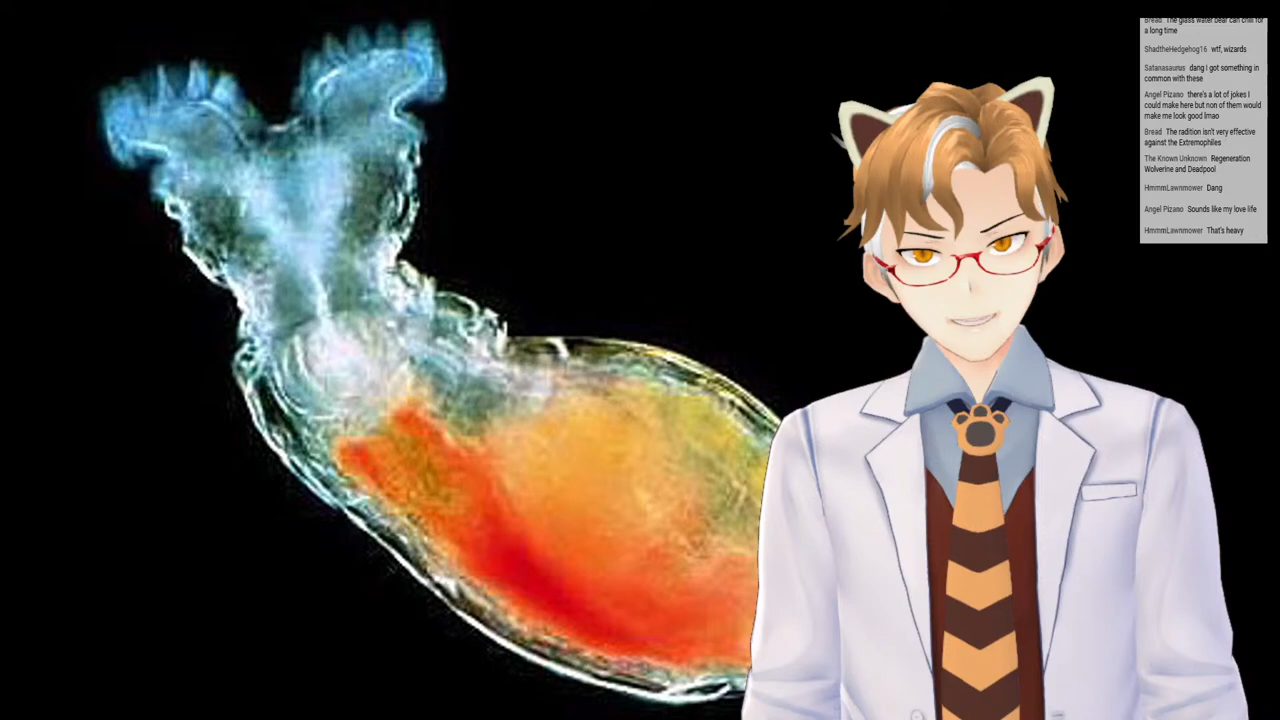 Bread The glass water bear can chill for
a long time
ShadtheHedgehog16 wtf, wizards
Satanasaurus dang I got something in
common with these
Angel Pizano there's a lot of jokes I
could make here but non of them would
make me look good lmao
Bread The radition isn't very effective
against the Extremophiles
The Known Unknown Regeneration
Wolverine and Deadpool
HmmmLawnmower Dang
Angel Pizano Sounds like my love life
HmmmLawnmower That's heavy